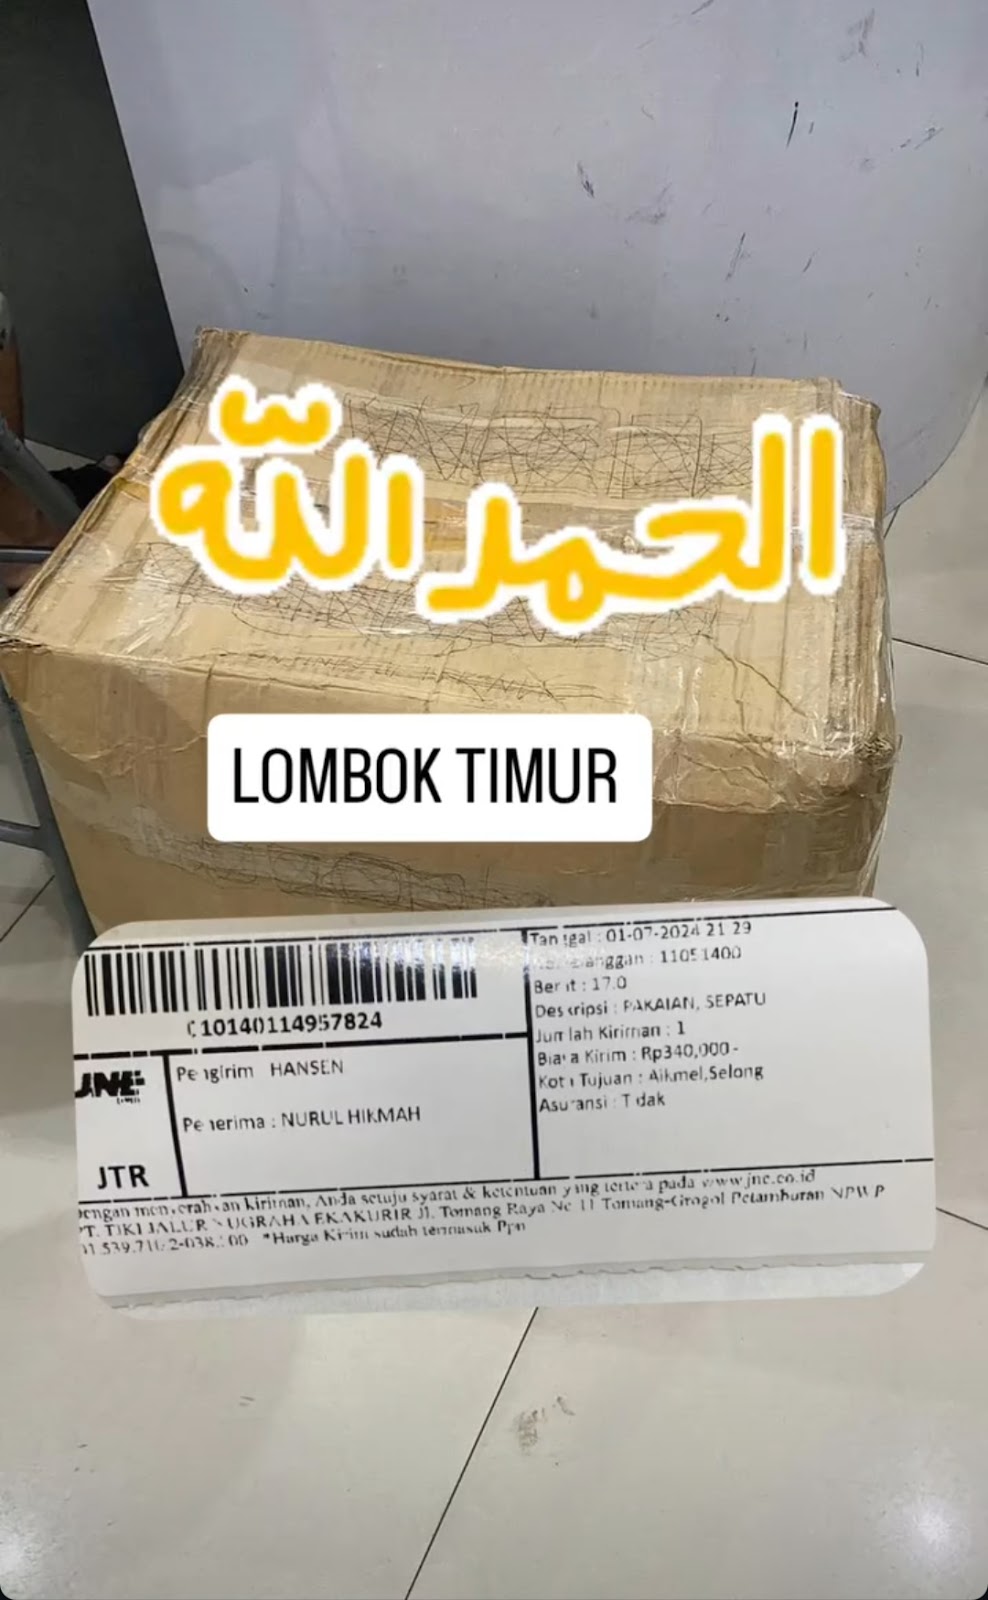 الحمد اللّه
LOMBOK TIMUR
Tanggal : 01-07-2024 21 29
: 11051400
Berat : 17.0
Deskripsi : PAKAIAN, SEPATU
Jumlah Kiriman : 1
Biaya Kirim : Rp340,000-
Kota Tujuan : Aikmel,Selong
Asuransi : Tidak
C10140114957824
JNE
Pengirim HANSEN
Penerima : NURUL HIKMAH
JTR
dengan menyerahkan kiriman, Anda setuju syarat & ketentuan yang tertera pada www.jne.co.id
PT. TIKI JALUR NUGRAHA EKAKURIR Jl. Tomang Raya No 11 Tomang-Grogol Petamburan NPWP
*Harga Kirim sudah termasuk Ppn